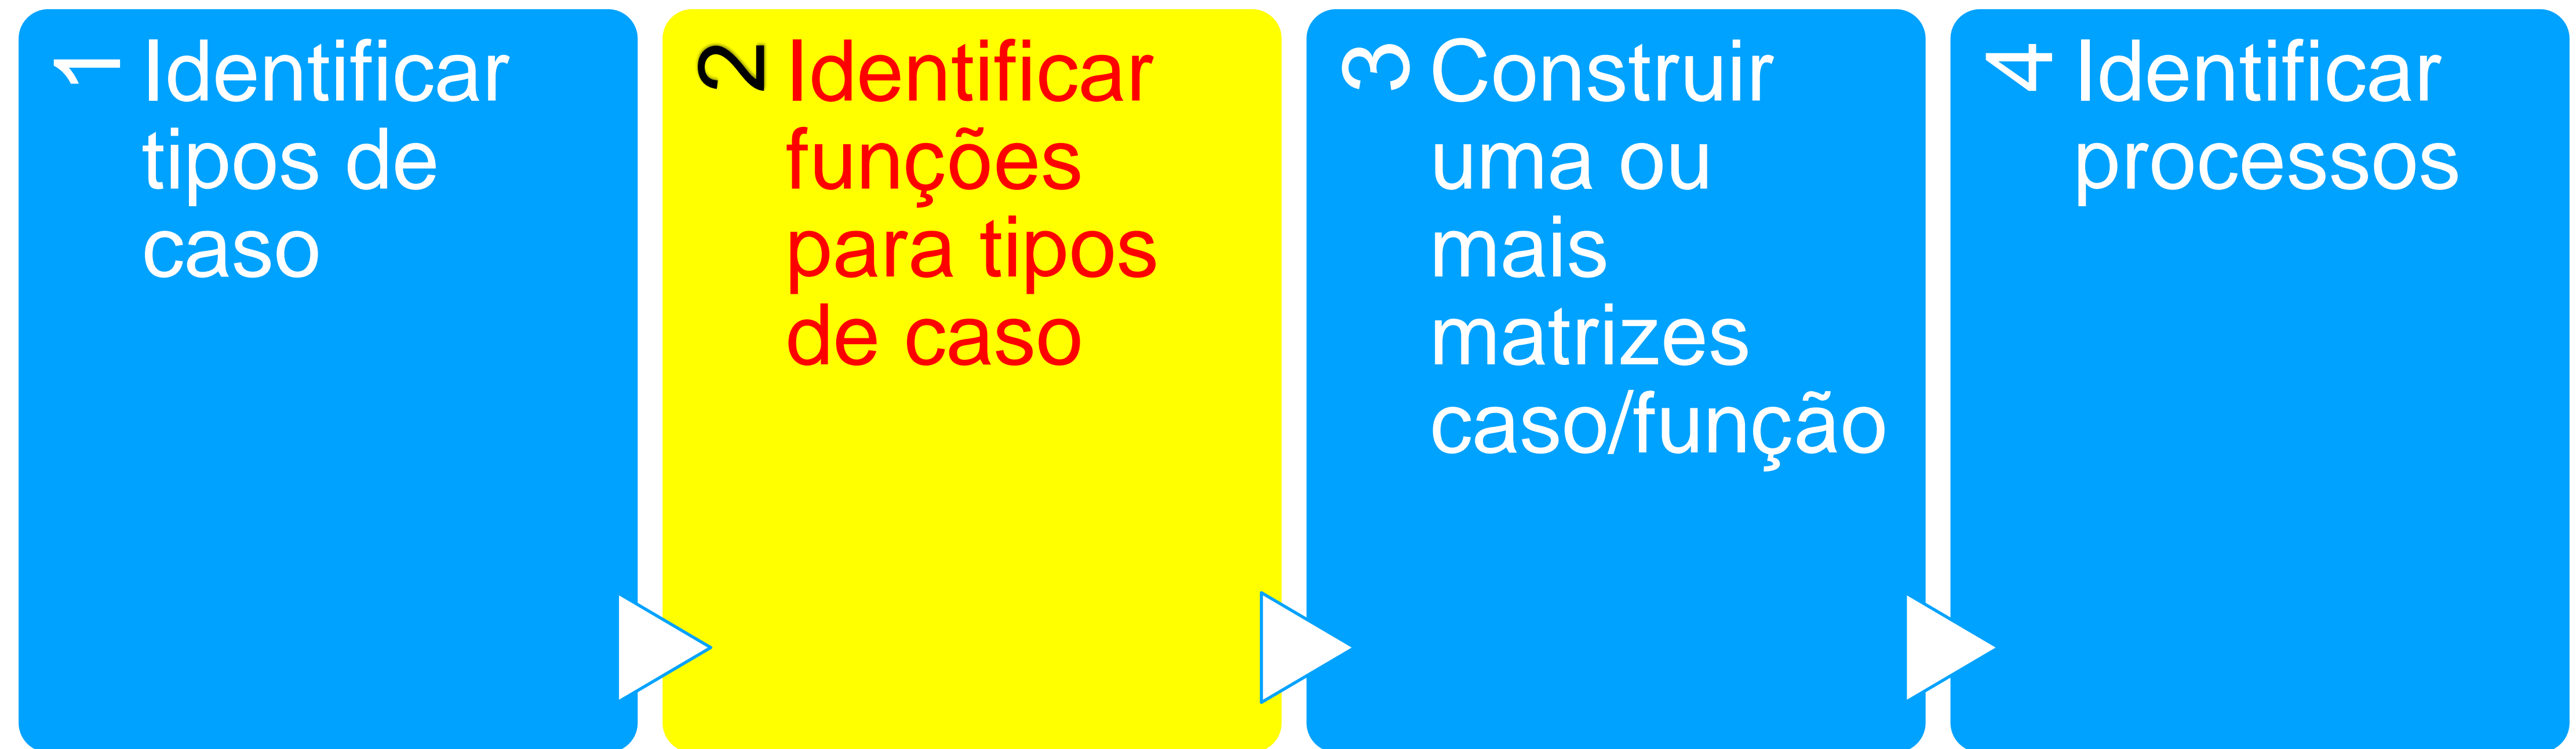 1
Identificar
tipos de
caso
2
Identificar
funções
para tipos
de caso
3
Construir
uma ou
mais
matrizes
caso/função
4
Identificar
processos